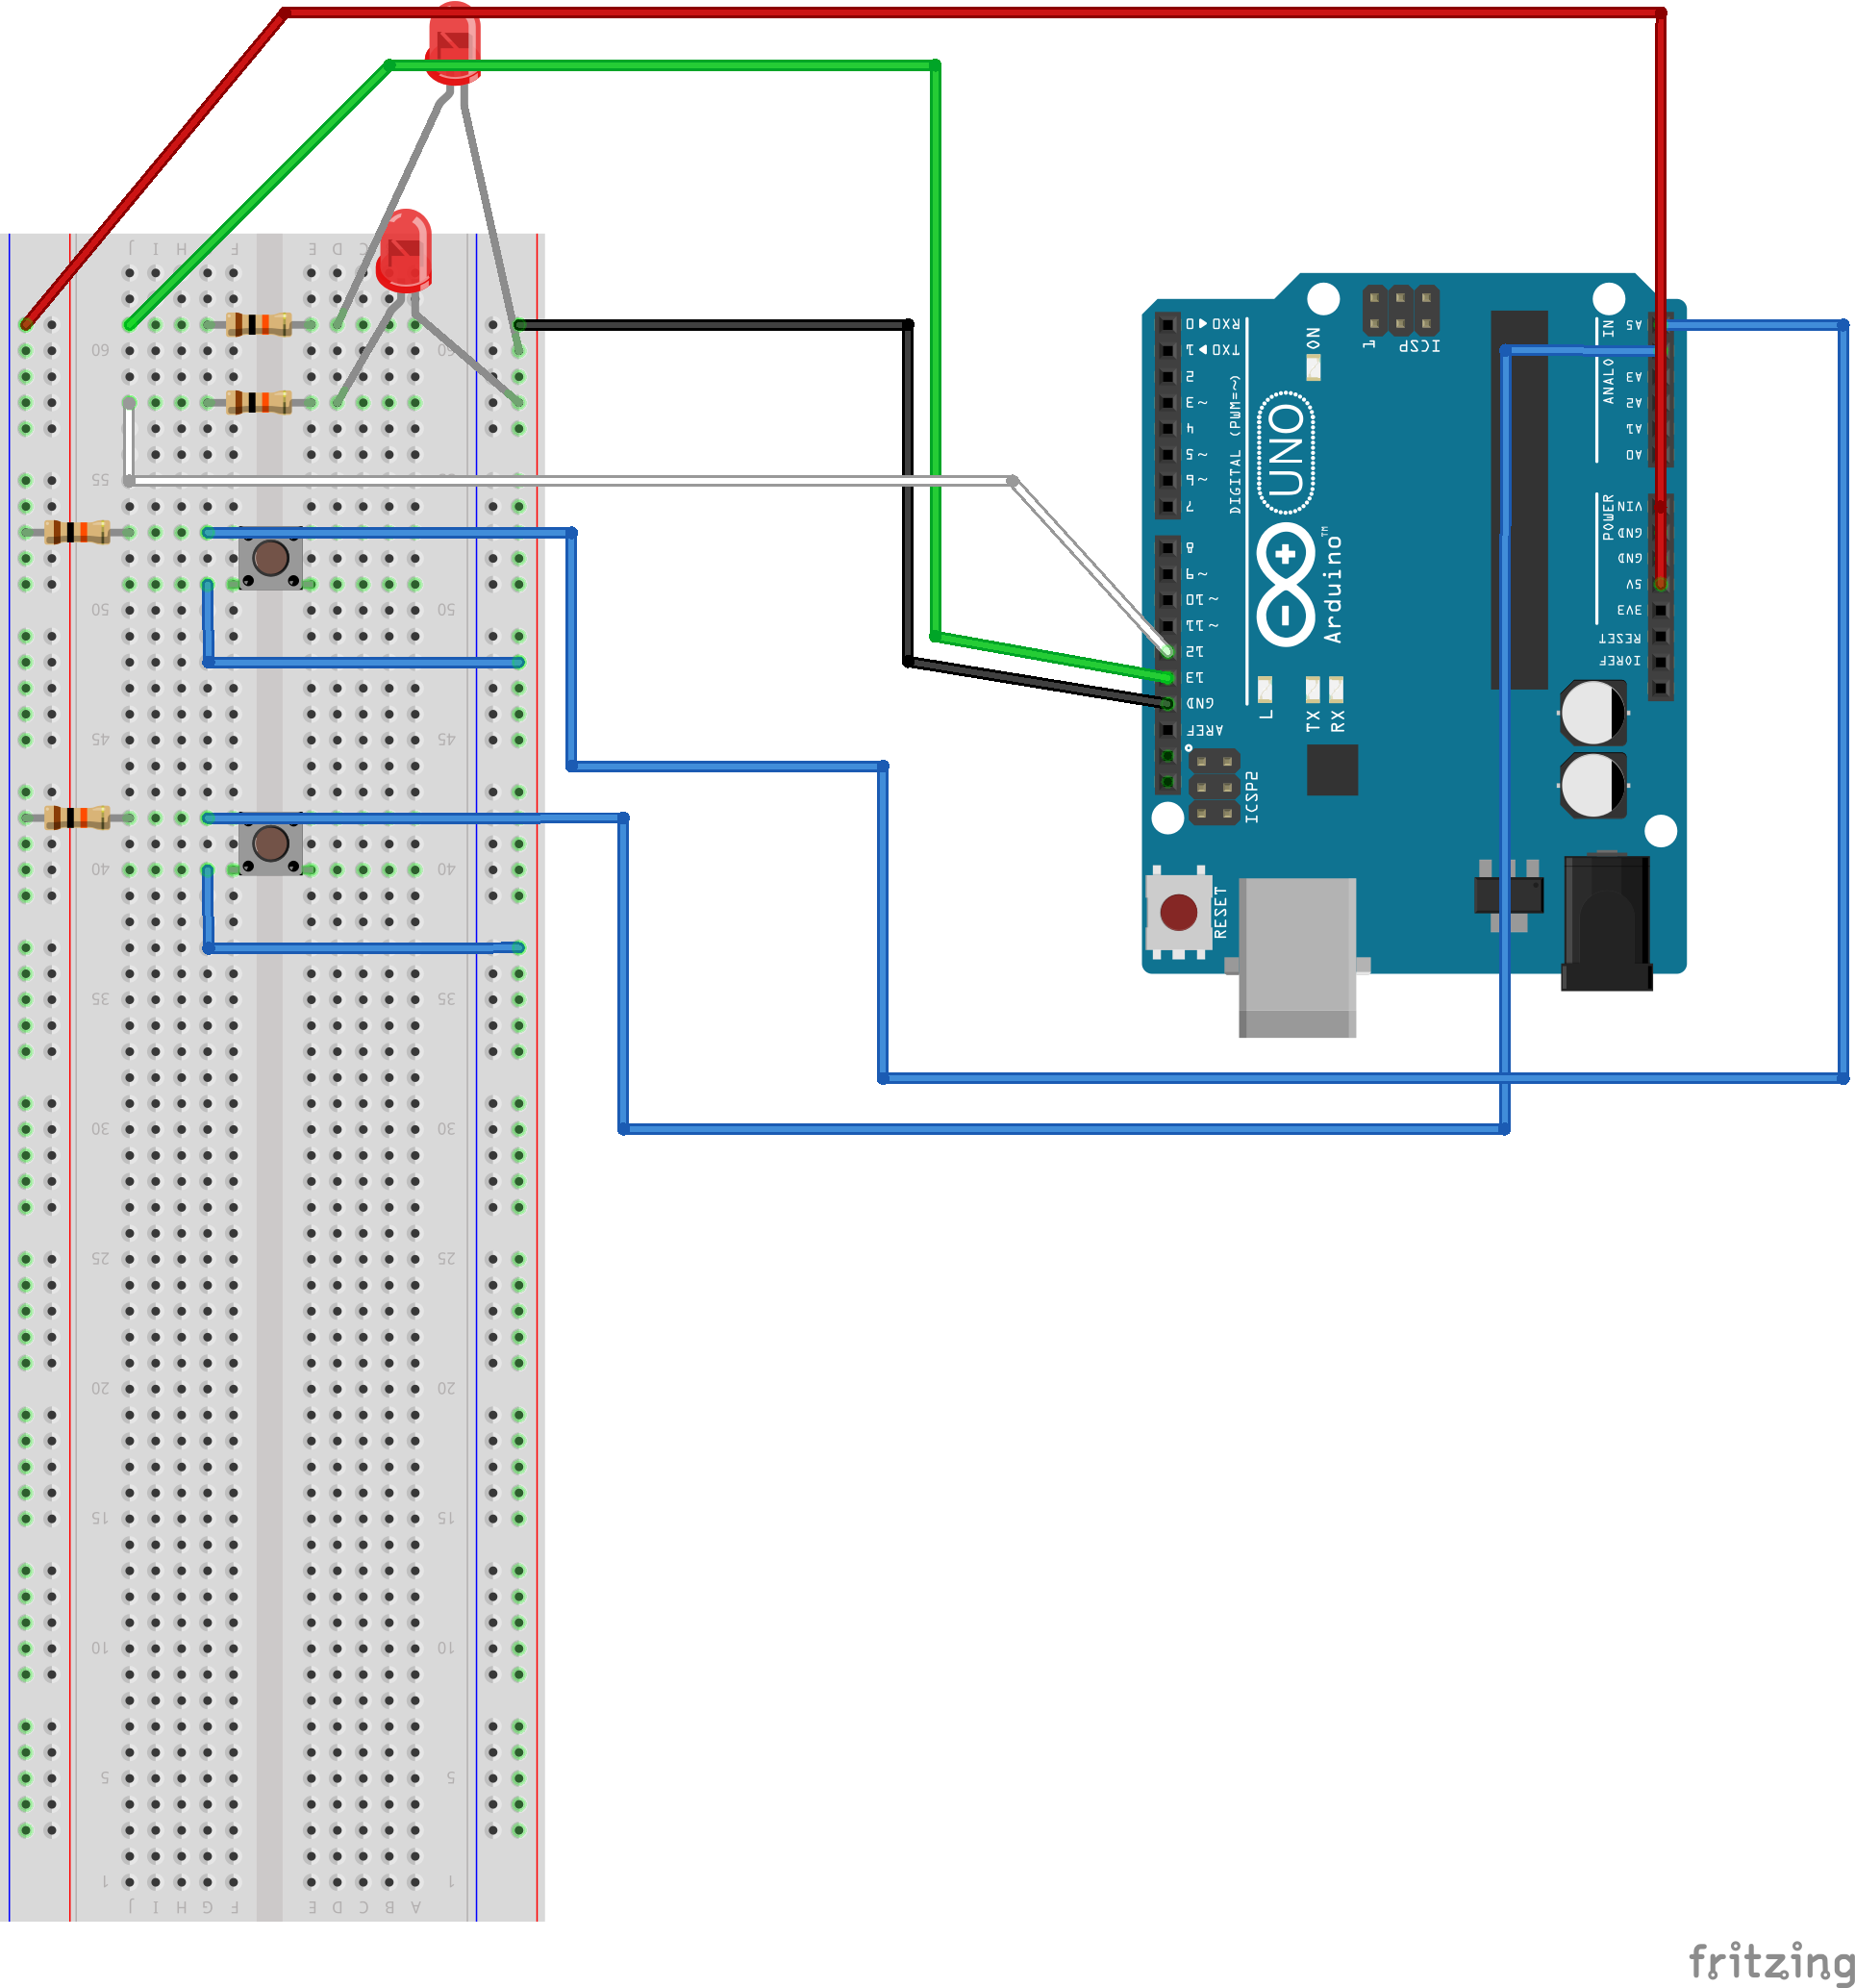 J I H F E D C
60 60
55
50 50
45 45
40 40
35 35
30 30
25 25
20 20
15 15
10 10
5 5
1 1
J I H G F E D C B A
RX0 ▶ 0
TX0 ◀ 1
2
~ 3
4
~ 5
~ 6
7
8
~ 9
~ 10
~ 11
12
13
GND
AREF
DIGITAL (PWM=~)
UNO
Arduino™
ON
1
ICSP
L
TX
RX
ICSP2
RESET
ANALOG IN
A5
A3
A2
A1
A0
POWER
VIN
GND
GND
5V
3V3
RESET
IOREF
fritzing